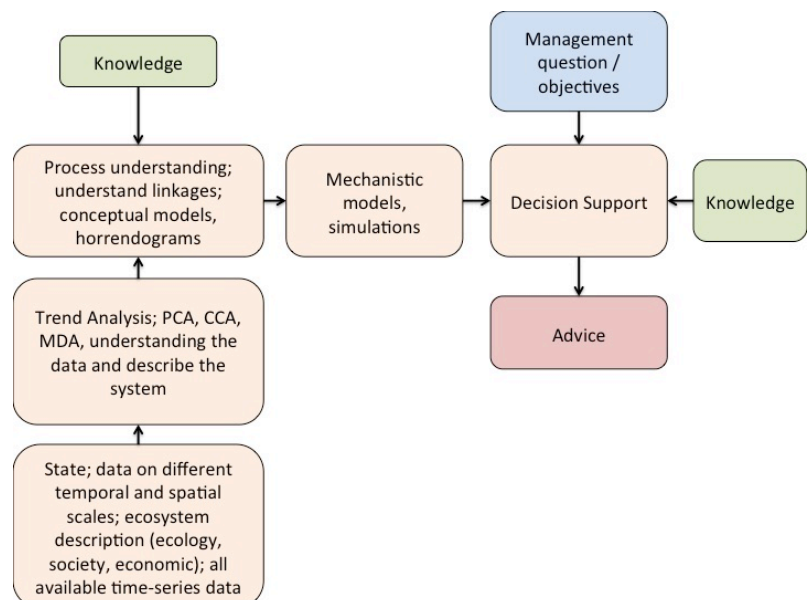 Management
question /
objectives
Knowledge
Process understanding;
understand linkages;
conceptual models,
horrendograms
Mechanistic
models,
simulations
Decision Support
Knowledge
Trend Analysis; PCA, CCA,
MDA, understanding the
data and describe the
system
Advice
State; data on different
temporal and spatial
scales; ecosystem
description (ecology,
society, economic); all
available time-series data